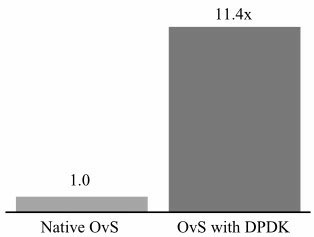 11.4x
1.0
Native OvS
OvS with DPDK